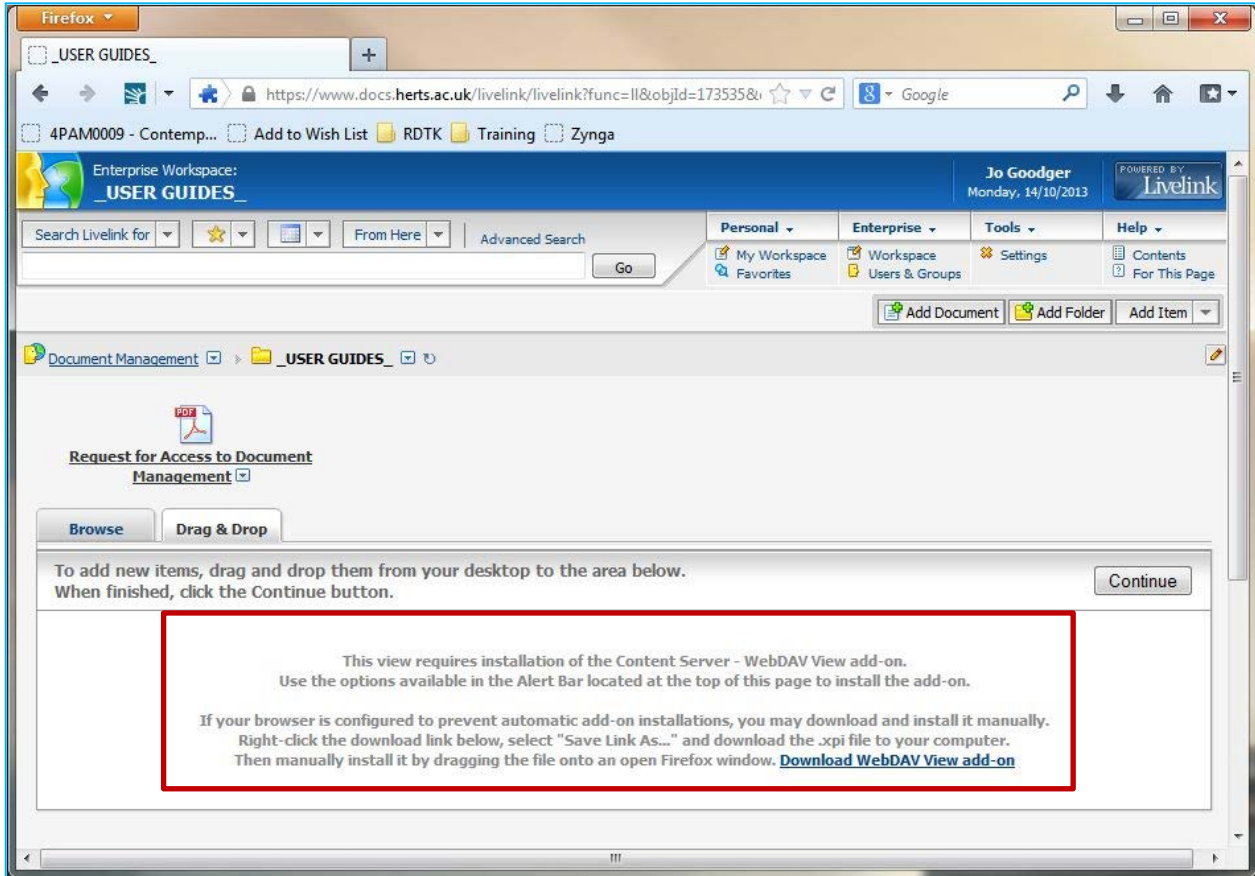 Firefox
_USER GUIDES_
https://www.docs.herts.ac.uk/livelink/livelink?func=ll&objId=173535&
Google
4PAM0009 - Contemp... Add to Wish List RDTK Training Zynga
Enterprise Workspace:
_USER GUIDES_
Jo Goodger
Monday, 14/10/2013
POWERED BY
Livelink
Search Livelink for From Here Advanced Search
Go
Personal Enterprise Tools Help
My Workspace Workspace Settings Contents
Favorites Users & Groups For This Page
Add Document Add Folder Add Item
Document Management _USER GUIDES_
PDF
Request for Access to Document
Management
Browse Drag & Drop
To add new items, drag and drop them from your desktop to the area below.
When finished, click the Continue button.
Continue
This view requires installation of the Content Server - WebDAV View add-on.
Use the options available in the Alert Bar located at the top of this page to install the add-on.
If your browser is configured to prevent automatic add-on installations, you may download and install it manually.
Right-click the download link below, select "Save Link As..." and download the .xpi file to your computer.
Then manually install it by dragging the file onto an open Firefox window. Download WebDAV View add-on